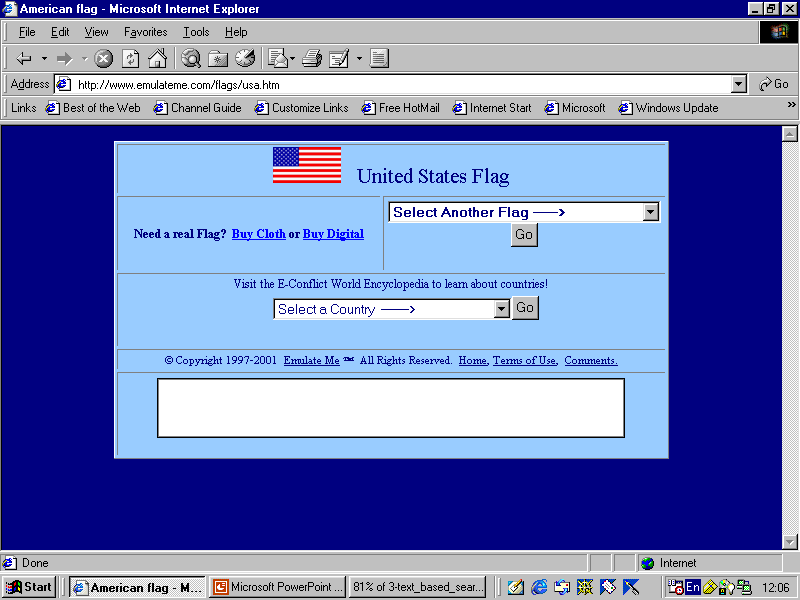 American flag - Microsoft Internet Explorer
File Edit View Favorites Tools Help
Address http://www.emulateme.com/flags/usa.htm Go
Links Best of the Web Channel Guide Customize Links Free HotMail Internet Start Microsoft Windows Update »
United States Flag
Need a real Flag? Buy Cloth or Buy Digital
Select Another Flag --->
Go
Visit the E-Conflict World Encyclopedia to learn about countries!
Select a Country ---> Go
© Copyright 1997-2001 Emulate Me ™ All Rights Reserved. Home, Terms of Use, Comments.
Done Internet
Start American flag - M... Microsoft PowerPoint ... 81% of 3-text_based_sear... En 12:06